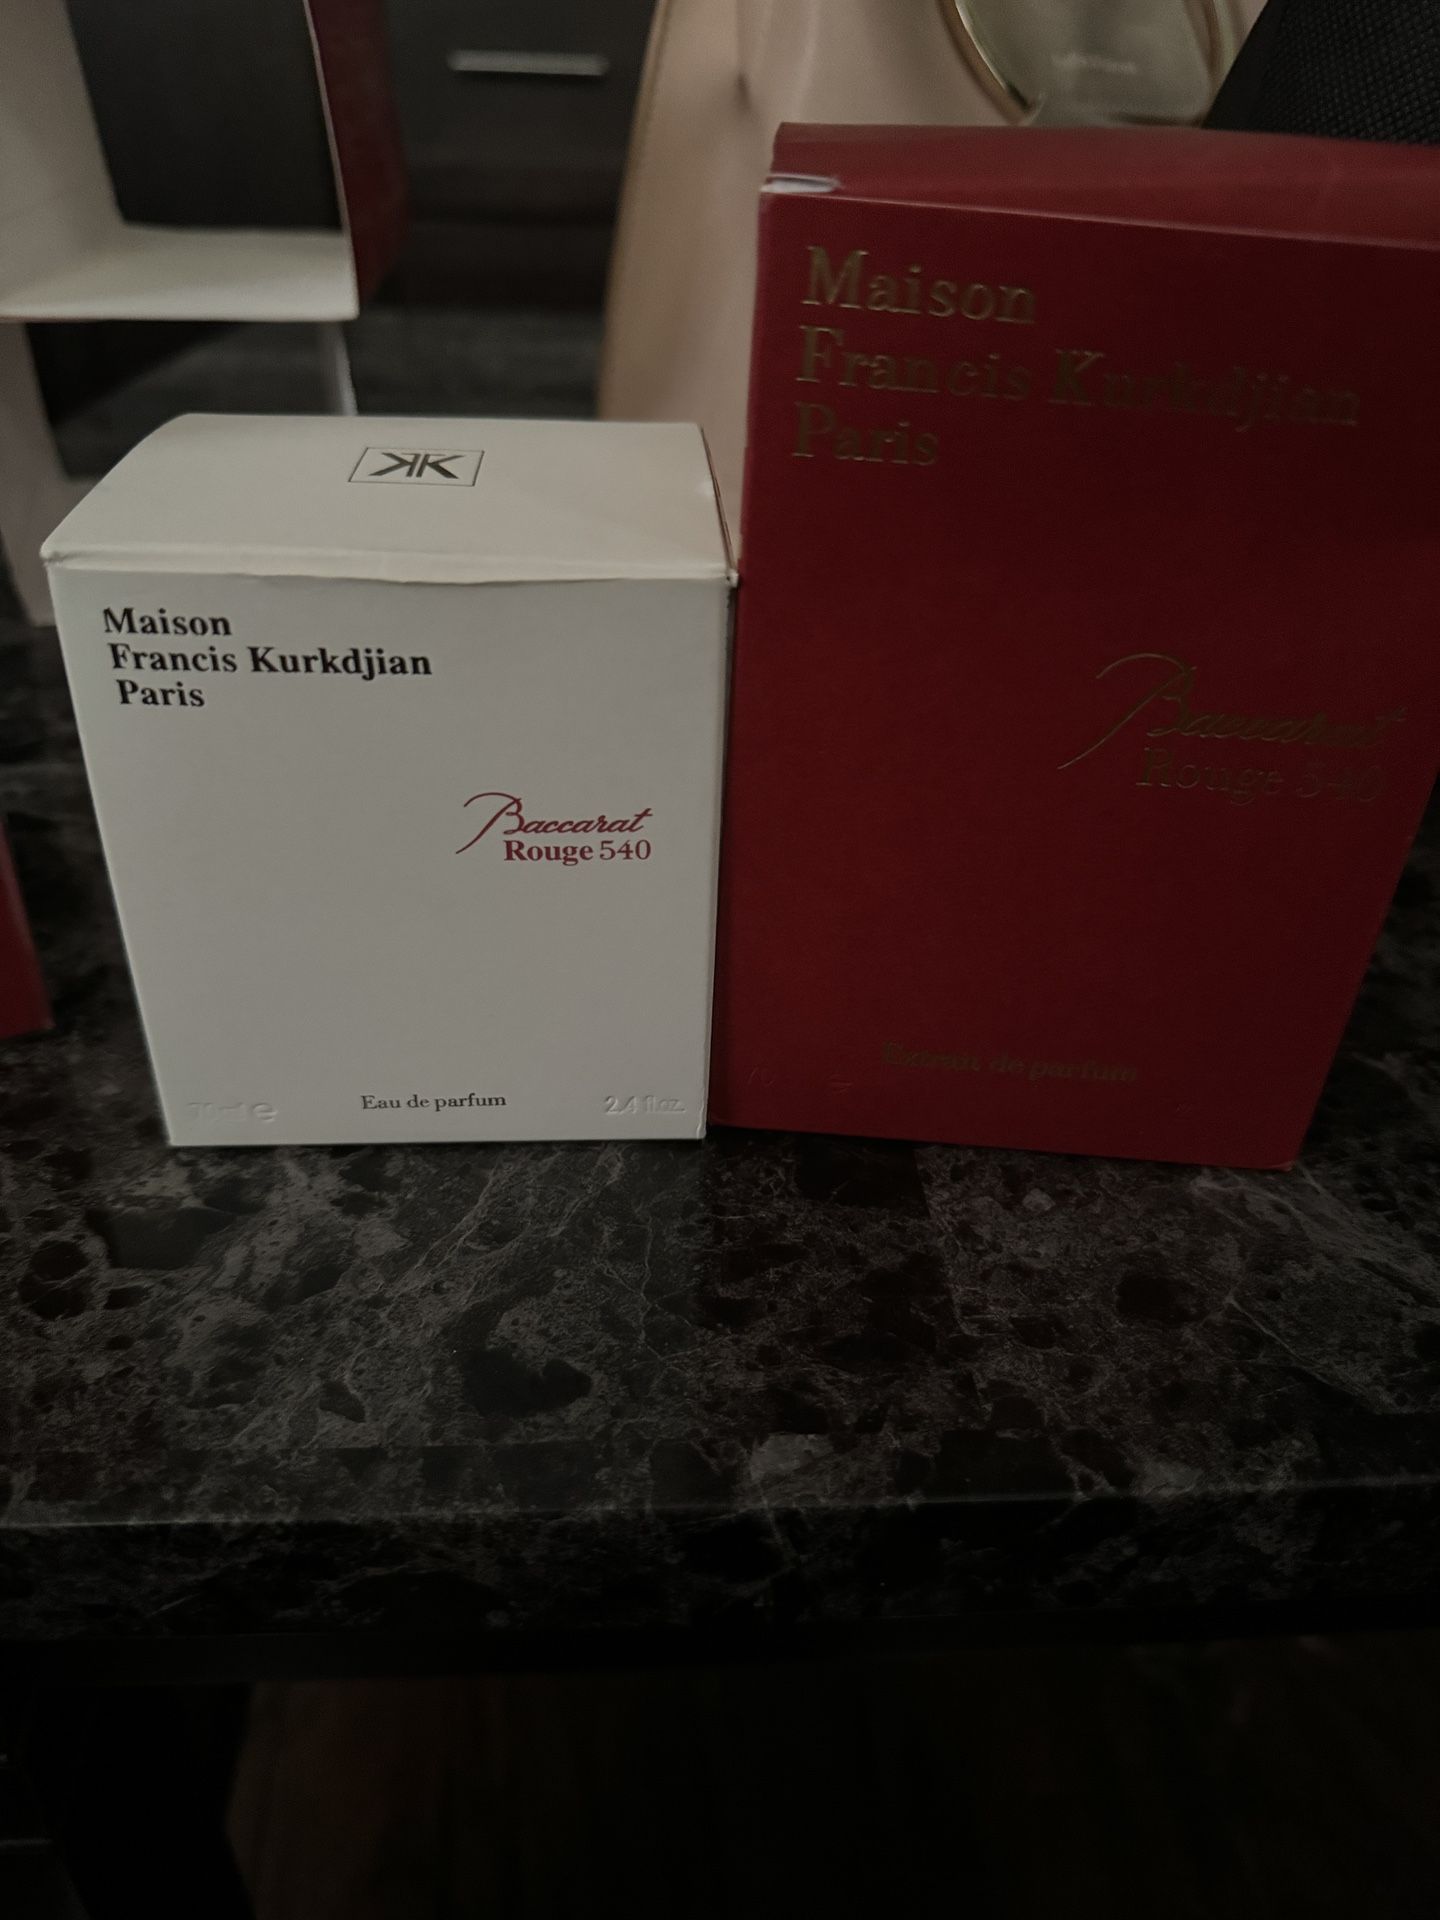 Maison
Francis Kurkdjian
Paris
Baccarat
Rouge 540
Eau de parfum
2.4 fl.oz.
Maison
Francis Kurkdjian
Paris
Baccarat
Rouge 540
Extrait de parfum
70